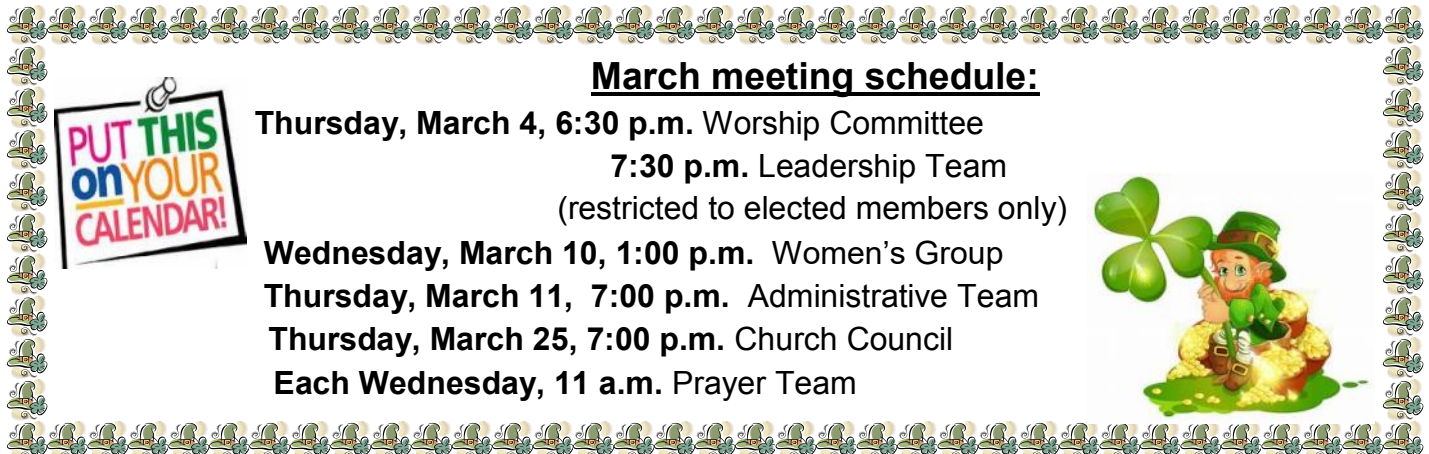 March meeting schedule:
PUT THIS
on YOUR
CALENDAR!
Thursday, March 4, 6:30 p.m. Worship Committee
7:30 p.m. Leadership Team
(restricted to elected members only)
Wednesday, March 10, 1:00 p.m. Women’s Group
Thursday, March 11, 7:00 p.m. Administrative Team
Thursday, March 25, 7:00 p.m. Church Council
Each Wednesday, 11 a.m. Prayer Team